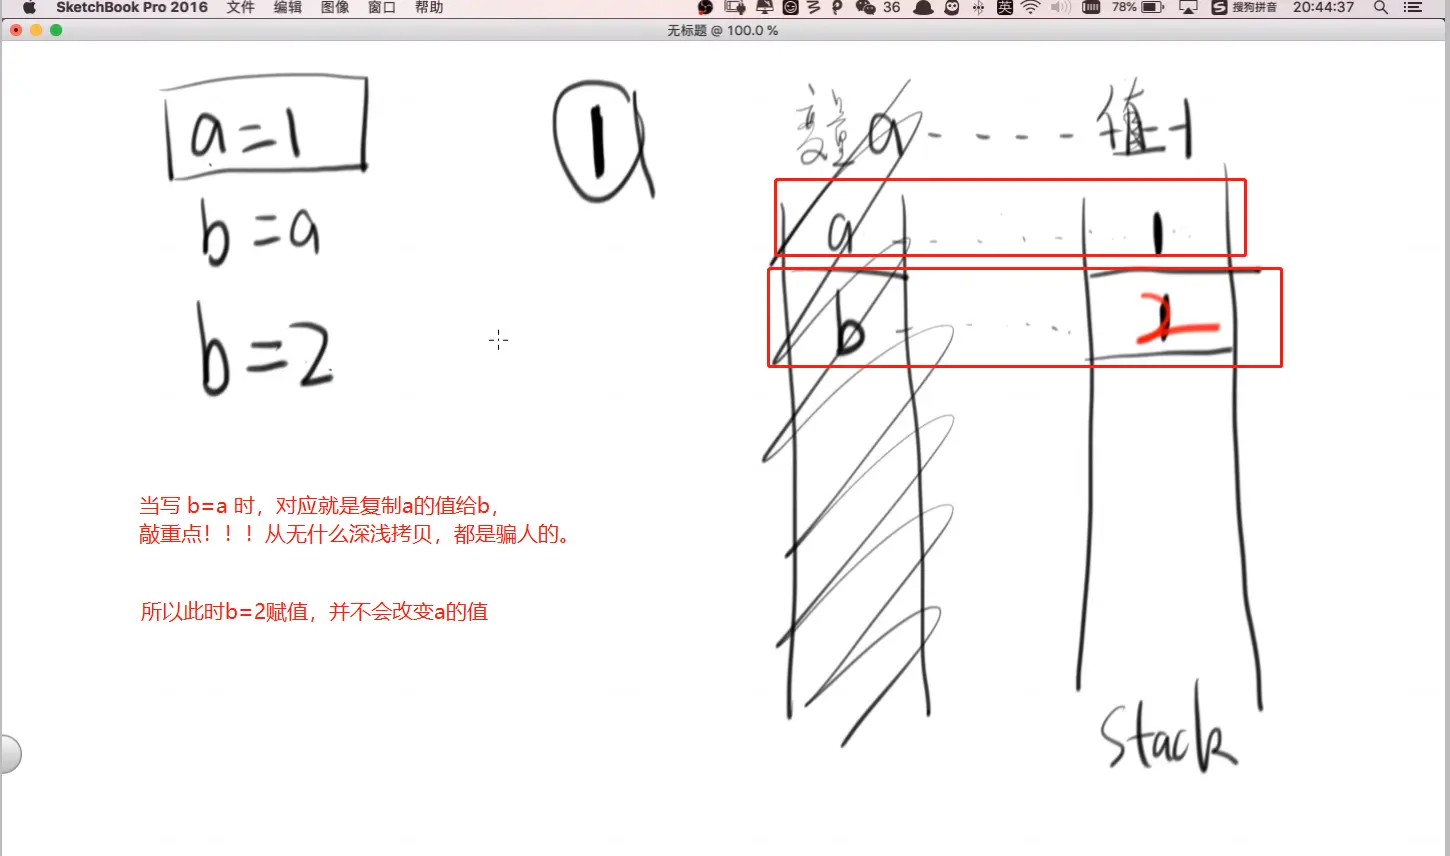 SketchBook Pro 2016 文件 编辑 图像 窗口 帮助 36 英 78% 搜狗拼音 20:44:37
无标题 @ 100.0 %
a=1
b=a
b=2
1
变量 a 值 1
a 1
b 2
当写 b=a 时，对应就是复制a的值给b，
敲重点！！！从无什么深浅拷贝，都是骗人的。
所以此时b=2赋值，并不会改变a的值
Stack